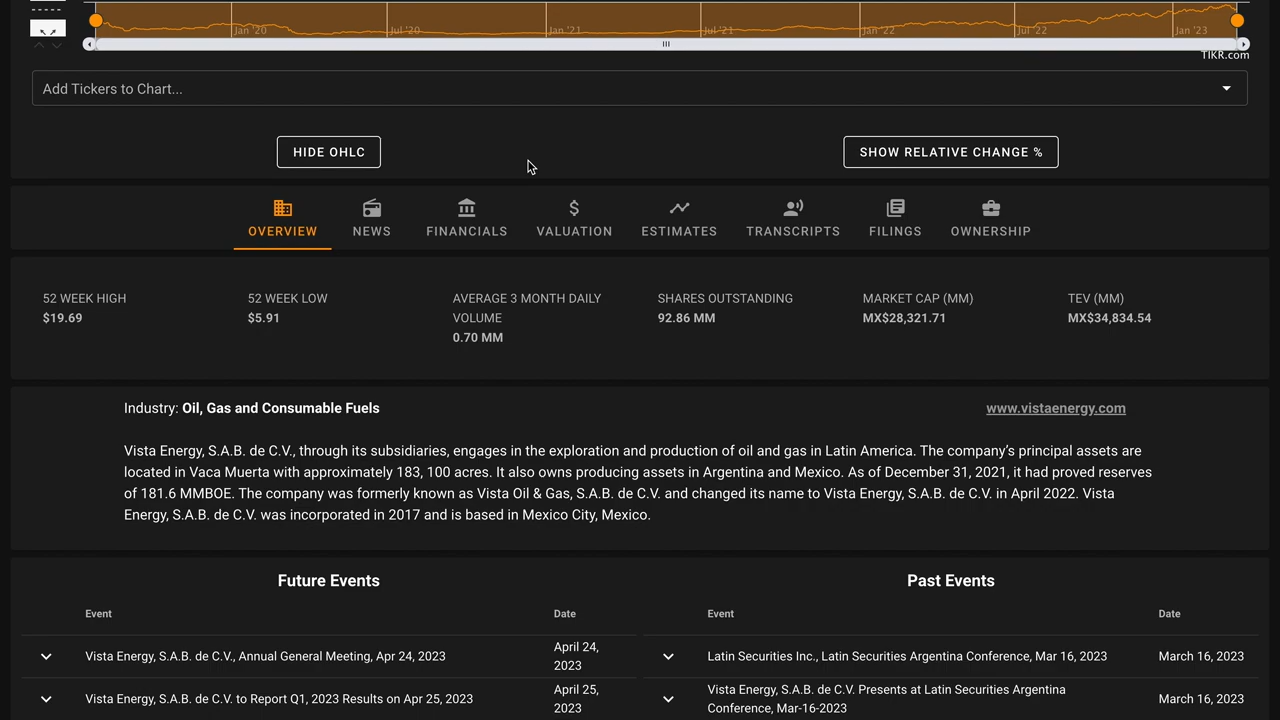 Jan '20 Jul '20 Jan '21 Jul '21 Jan '22 Jul '22 Jan '23
TIKR.com
Add Tickers to Chart...
HIDE OHLC
SHOW RELATIVE CHANGE %
OVERVIEW NEWS FINANCIALS VALUATION ESTIMATES TRANSCRIPTS FILINGS OWNERSHIP
52 WEEK HIGH
$19.69
52 WEEK LOW
$5.91
AVERAGE 3 MONTH DAILY
VOLUME
0.70 MM
SHARES OUTSTANDING
92.86 MM
MARKET CAP (MM)
MX$28,321.71
TEV (MM)
MX$34,834.54
Industry: Oil, Gas and Consumable Fuels
www.vistaenergy.com
Vista Energy, S.A.B. de C.V., through its subsidiaries, engages in the exploration and production of oil and gas in Latin America. The company's principal assets are
located in Vaca Muerta with approximately 183, 100 acres. It also owns producing assets in Argentina and Mexico. As of December 31, 2021, it had proved reserves
of 181.6 MMBOE. The company was formerly known as Vista Oil & Gas, S.A.B. de C.V. and changed its name to Vista Energy, S.A.B. de C.V. in April 2022. Vista
Energy, S.A.B. de C.V. was incorporated in 2017 and is based in Mexico City, Mexico.
Future Events
Event Date
Vista Energy, S.A.B. de C.V., Annual General Meeting, Apr 24, 2023
April 24,
2023
Vista Energy, S.A.B. de C.V. to Report Q1, 2023 Results on Apr 25, 2023
April 25,
2023
Past Events
Event Date
Latin Securities Inc., Latin Securities Argentina Conference, Mar 16, 2023
March 16, 2023
Vista Energy, S.A.B. de C.V. Presents at Latin Securities Argentina
Conference, Mar-16-2023
March 16, 2023